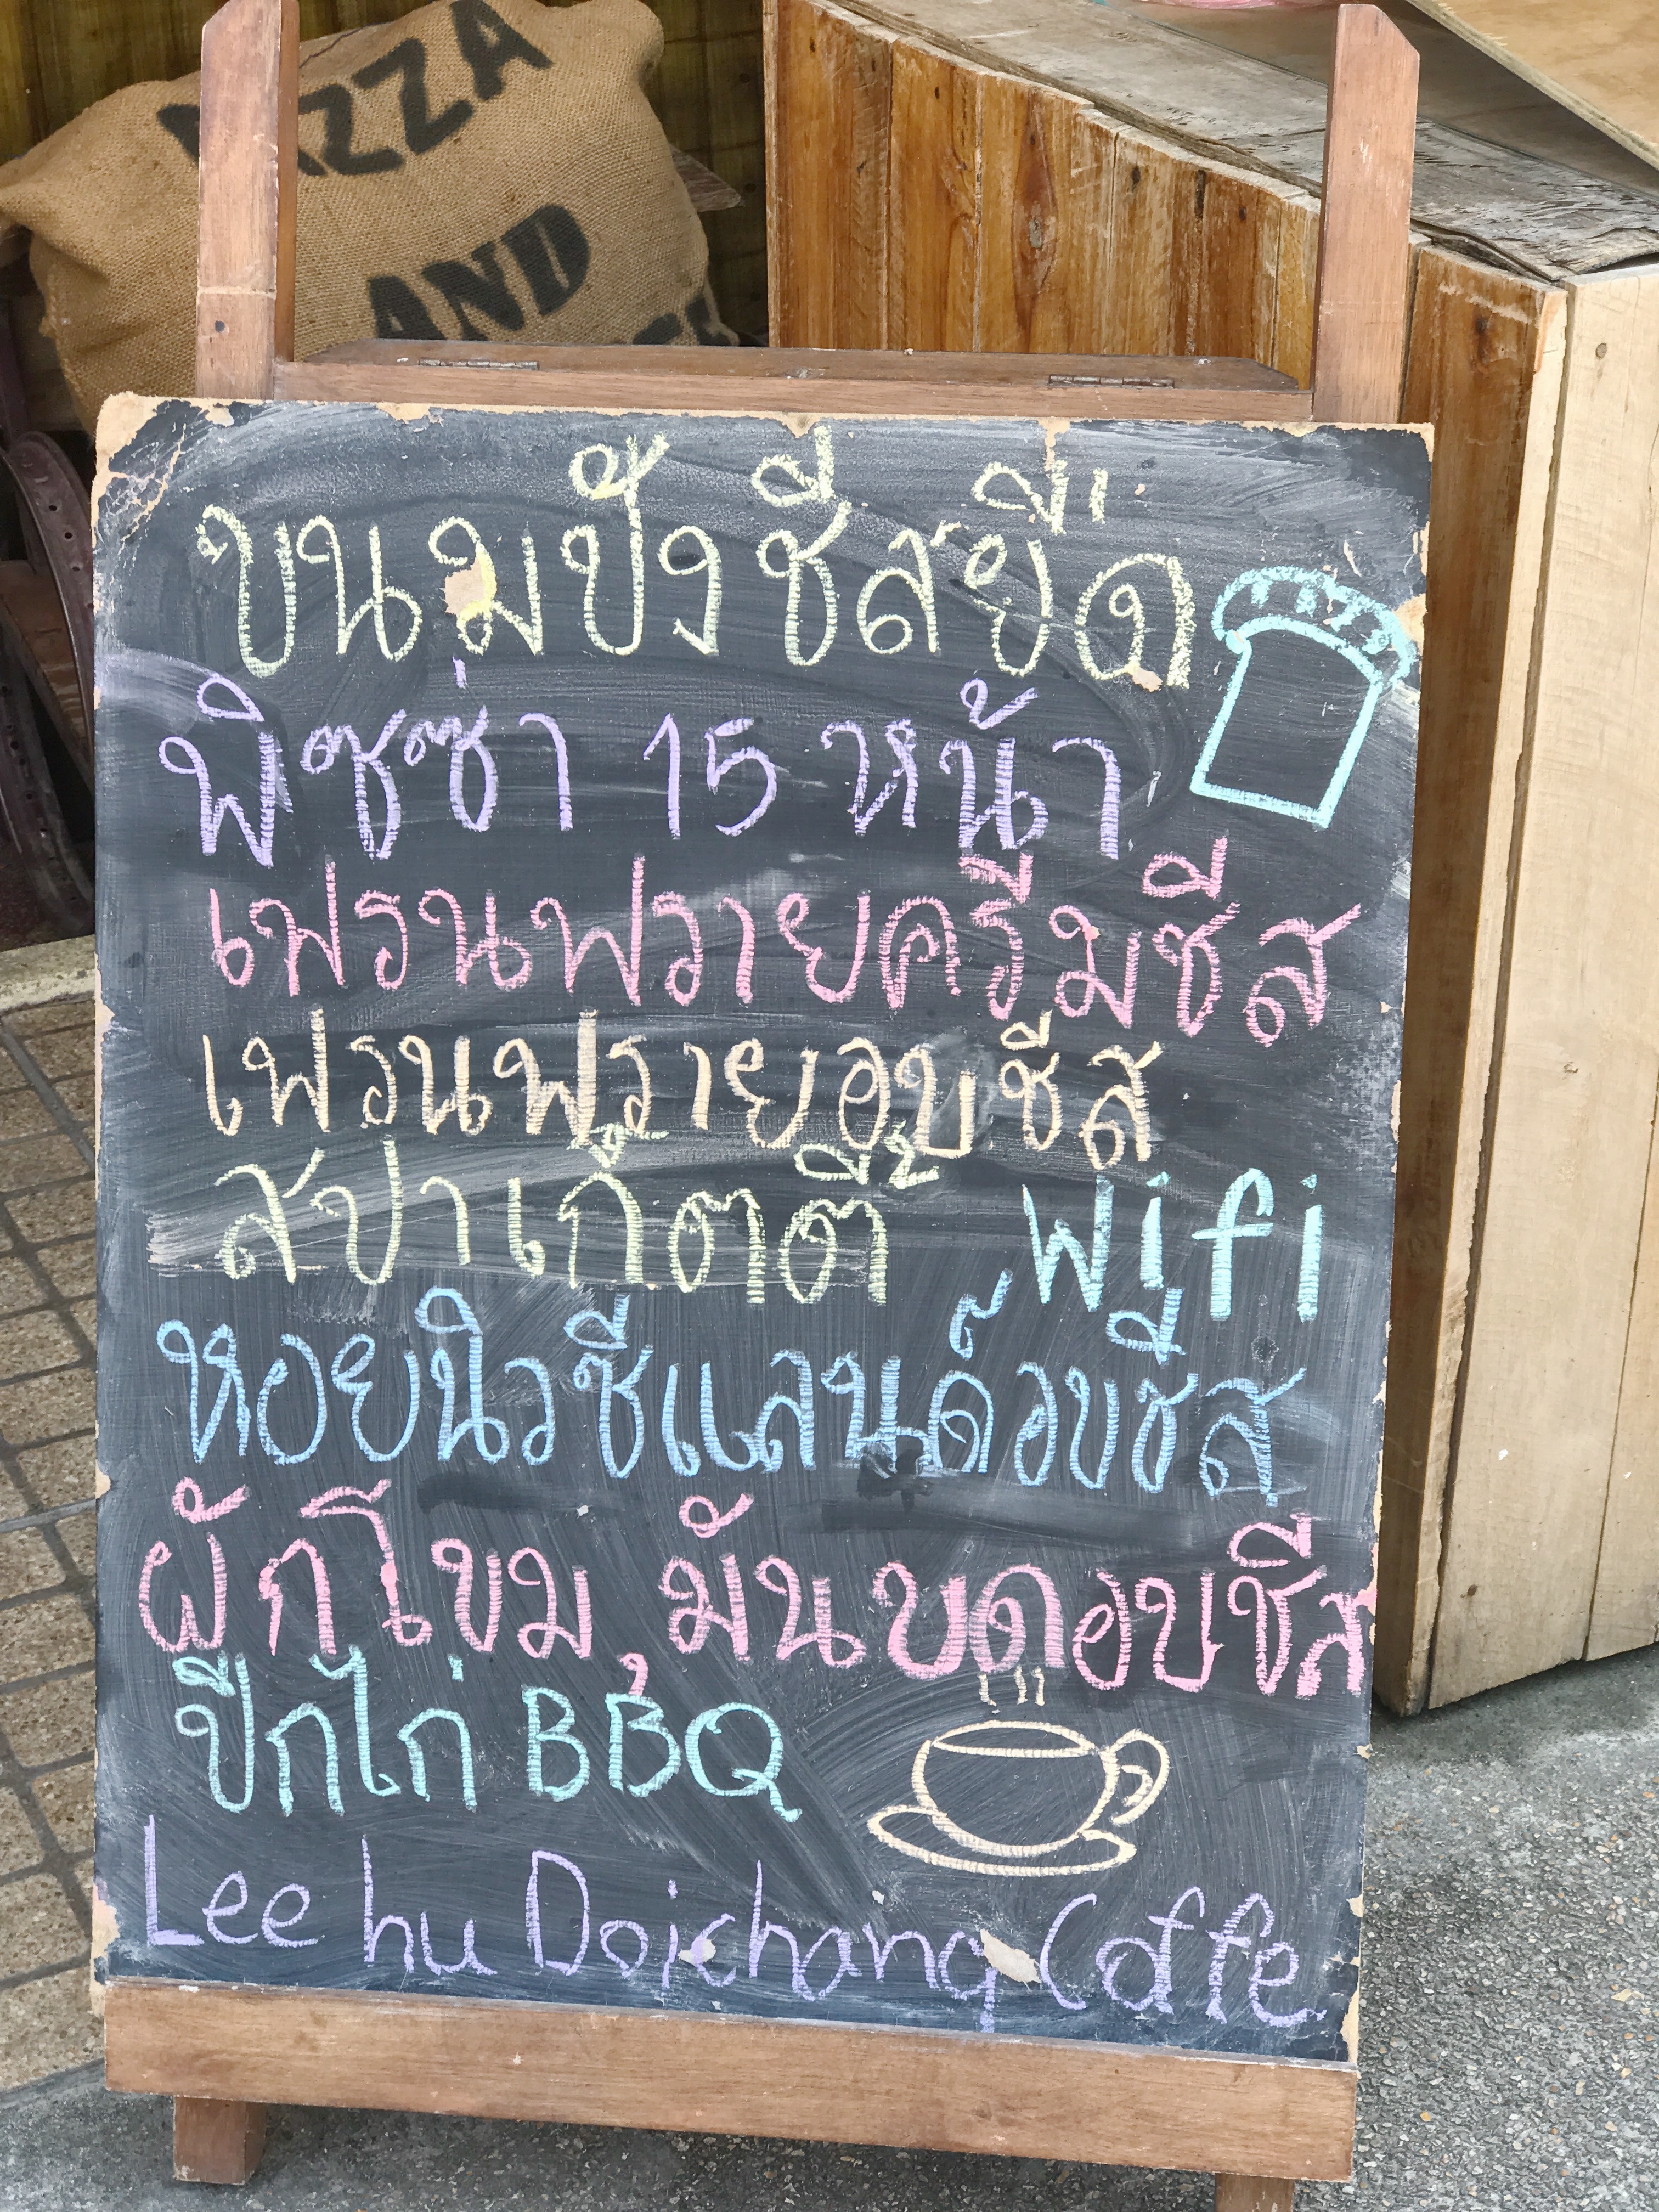 PIZZA
AND
ขนมปังชีสยืด
พิซซ่า 15 หน้า
เฟรนฟรายครีมชีส
เฟรนฟรายอบชีส
สปาเก็ตตี้ wifi
หอยนิวซีแลนด์อบชีส
ผักโขม, มันบดอบชีส
ปีกไก่ BBQ
Lee hu Doichang Caffe